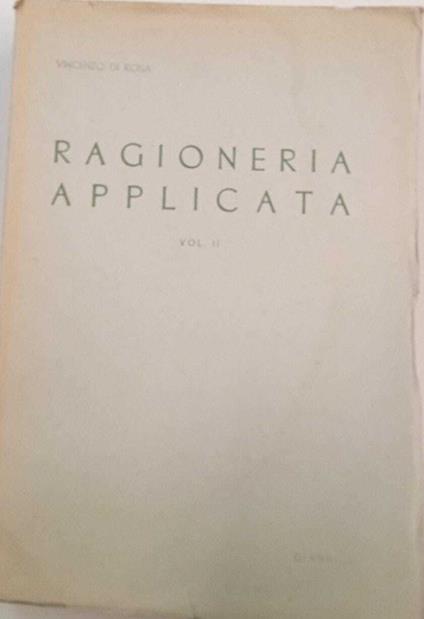 VINCENZO DI ROSA
RAGIONERIA
APPLICATA
VOL. II